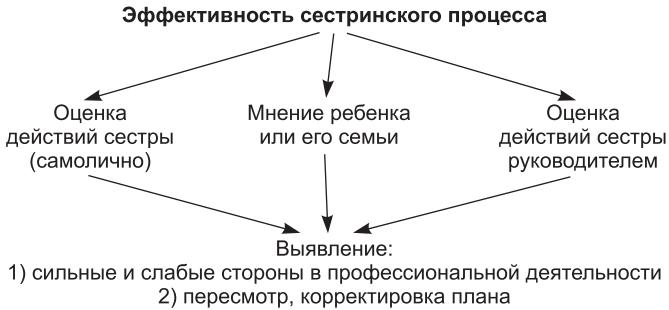 Эффективность сестринского процесса
Оценка
действий сестры
(самолично)
Мнение ребенка
или его семьи
Оценка
действий сестры
руководителем
Выявление:
1) сильные и слабые стороны в профессиональной деятельности
2) пересмотр, корректировка плана